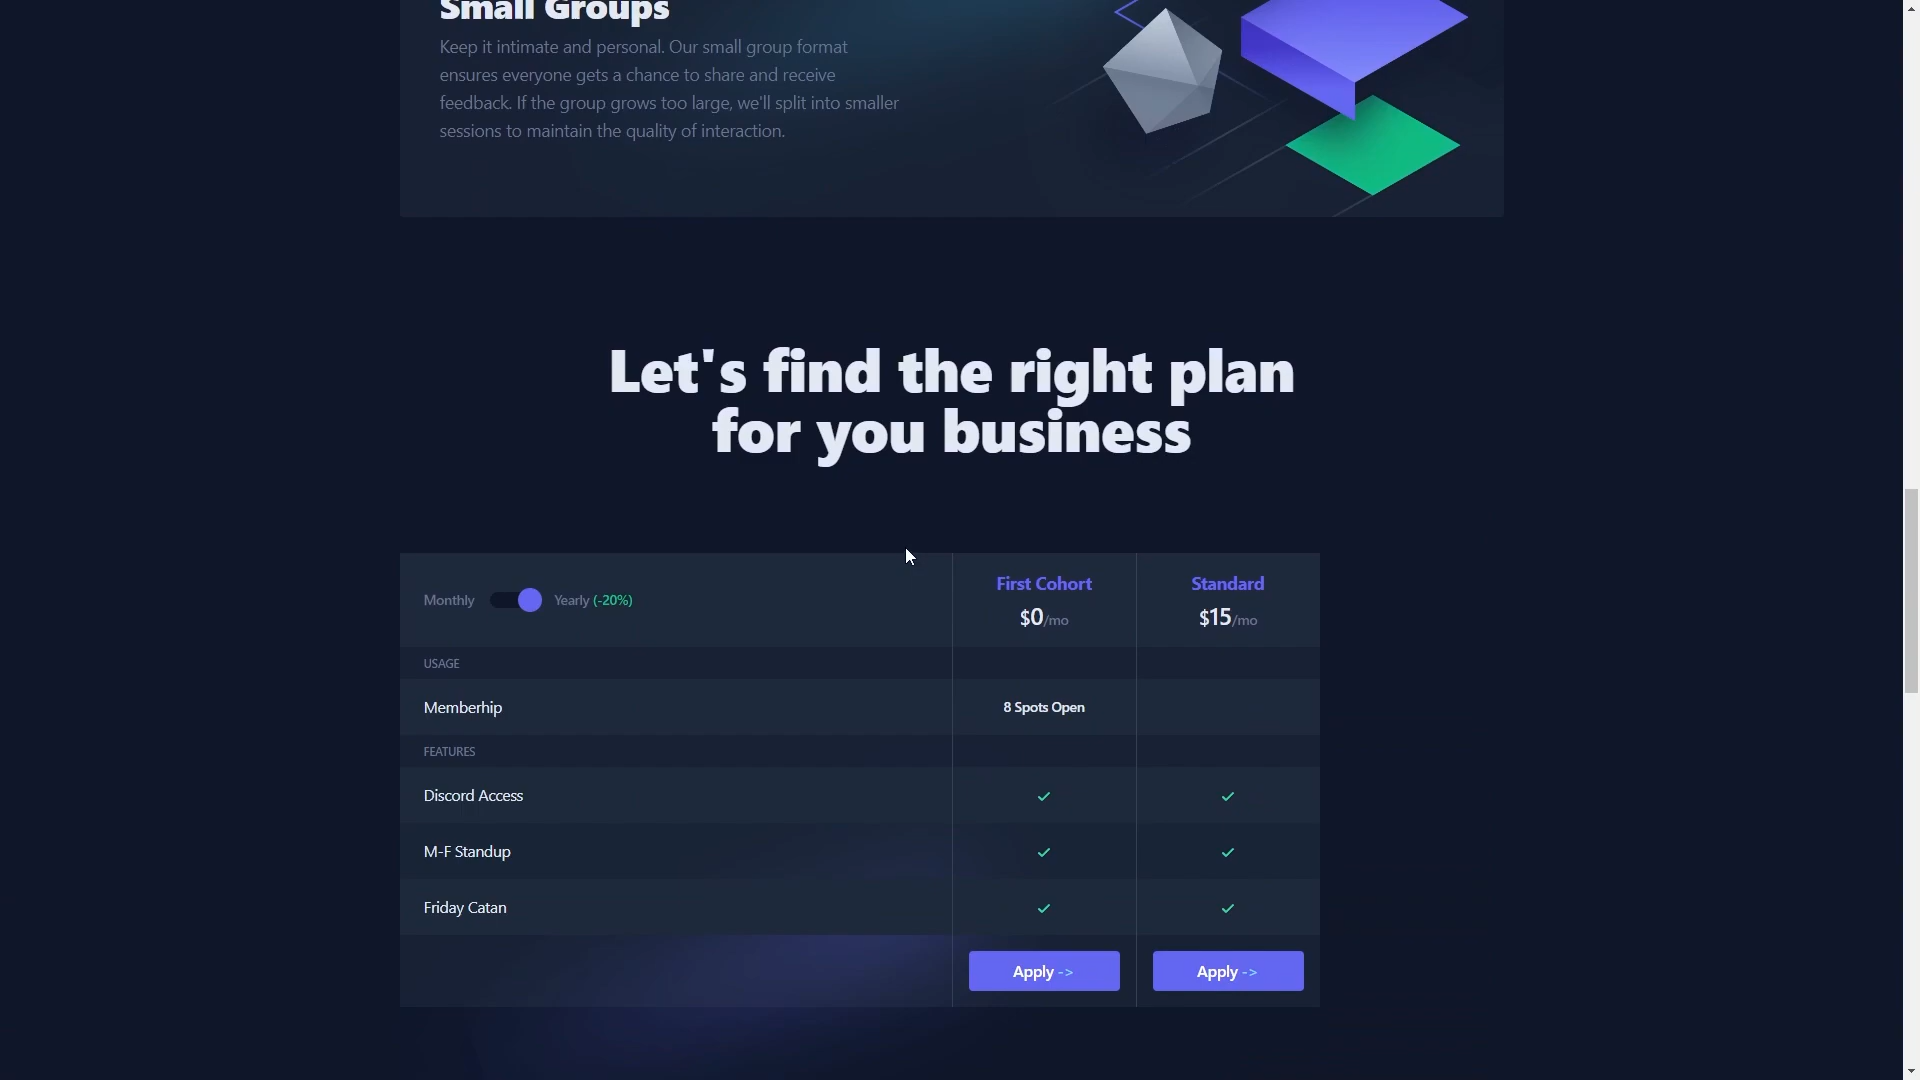 Small Groups
Keep it intimate and personal. Our small group format
ensures everyone gets a chance to share and receive
feedback. If the group grows too large, we'll split into smaller
sessions to maintain the quality of interaction.
Let's find the right plan
for you business
Monthly Yearly (-20%)
First Cohort
$0/mo
Standard
$15/mo
USAGE
Memberhip 8 Spots Open
FEATURES
Discord Access
M-F Standup
Friday Catan
Apply -> Apply ->